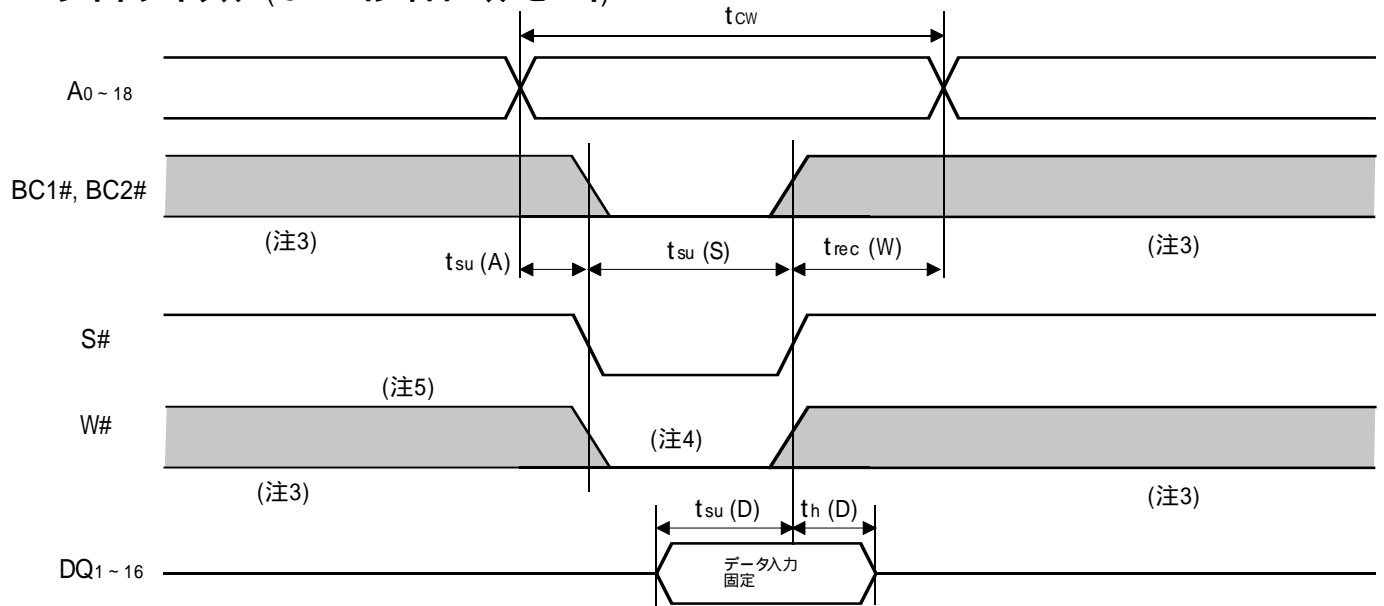 tCW
A0 ~ 18
BC1#, BC2#
(注3)
tsu (A)
tsu (S)
trec (W)
(注3)
S#
(注5)
W#
(注4)
(注3)
(注3)
tsu (D)
th (D)
DQ1 ~ 16
データ入力
固定